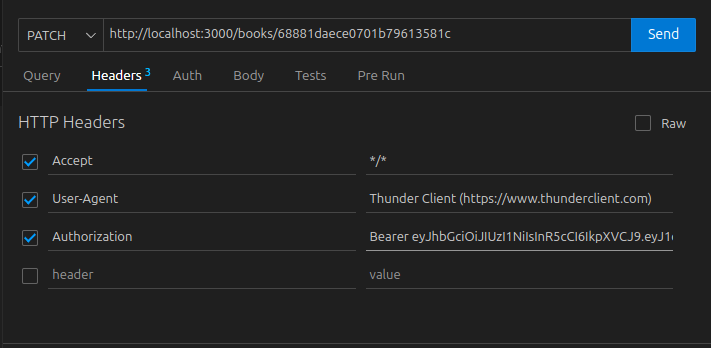 PATCH http://localhost:3000/books/68881daece0701b79613581c Send
Query Headers 3 Auth Body Tests Pre Run
HTTP Headers Raw
Accept */*
User-Agent Thunder Client (https://www.thunderclient.com)
Authorization Bearer eyJhbGciOiJIUzI1NiIsInR5cCI6IkpXVCJ9.eyJ1
header value